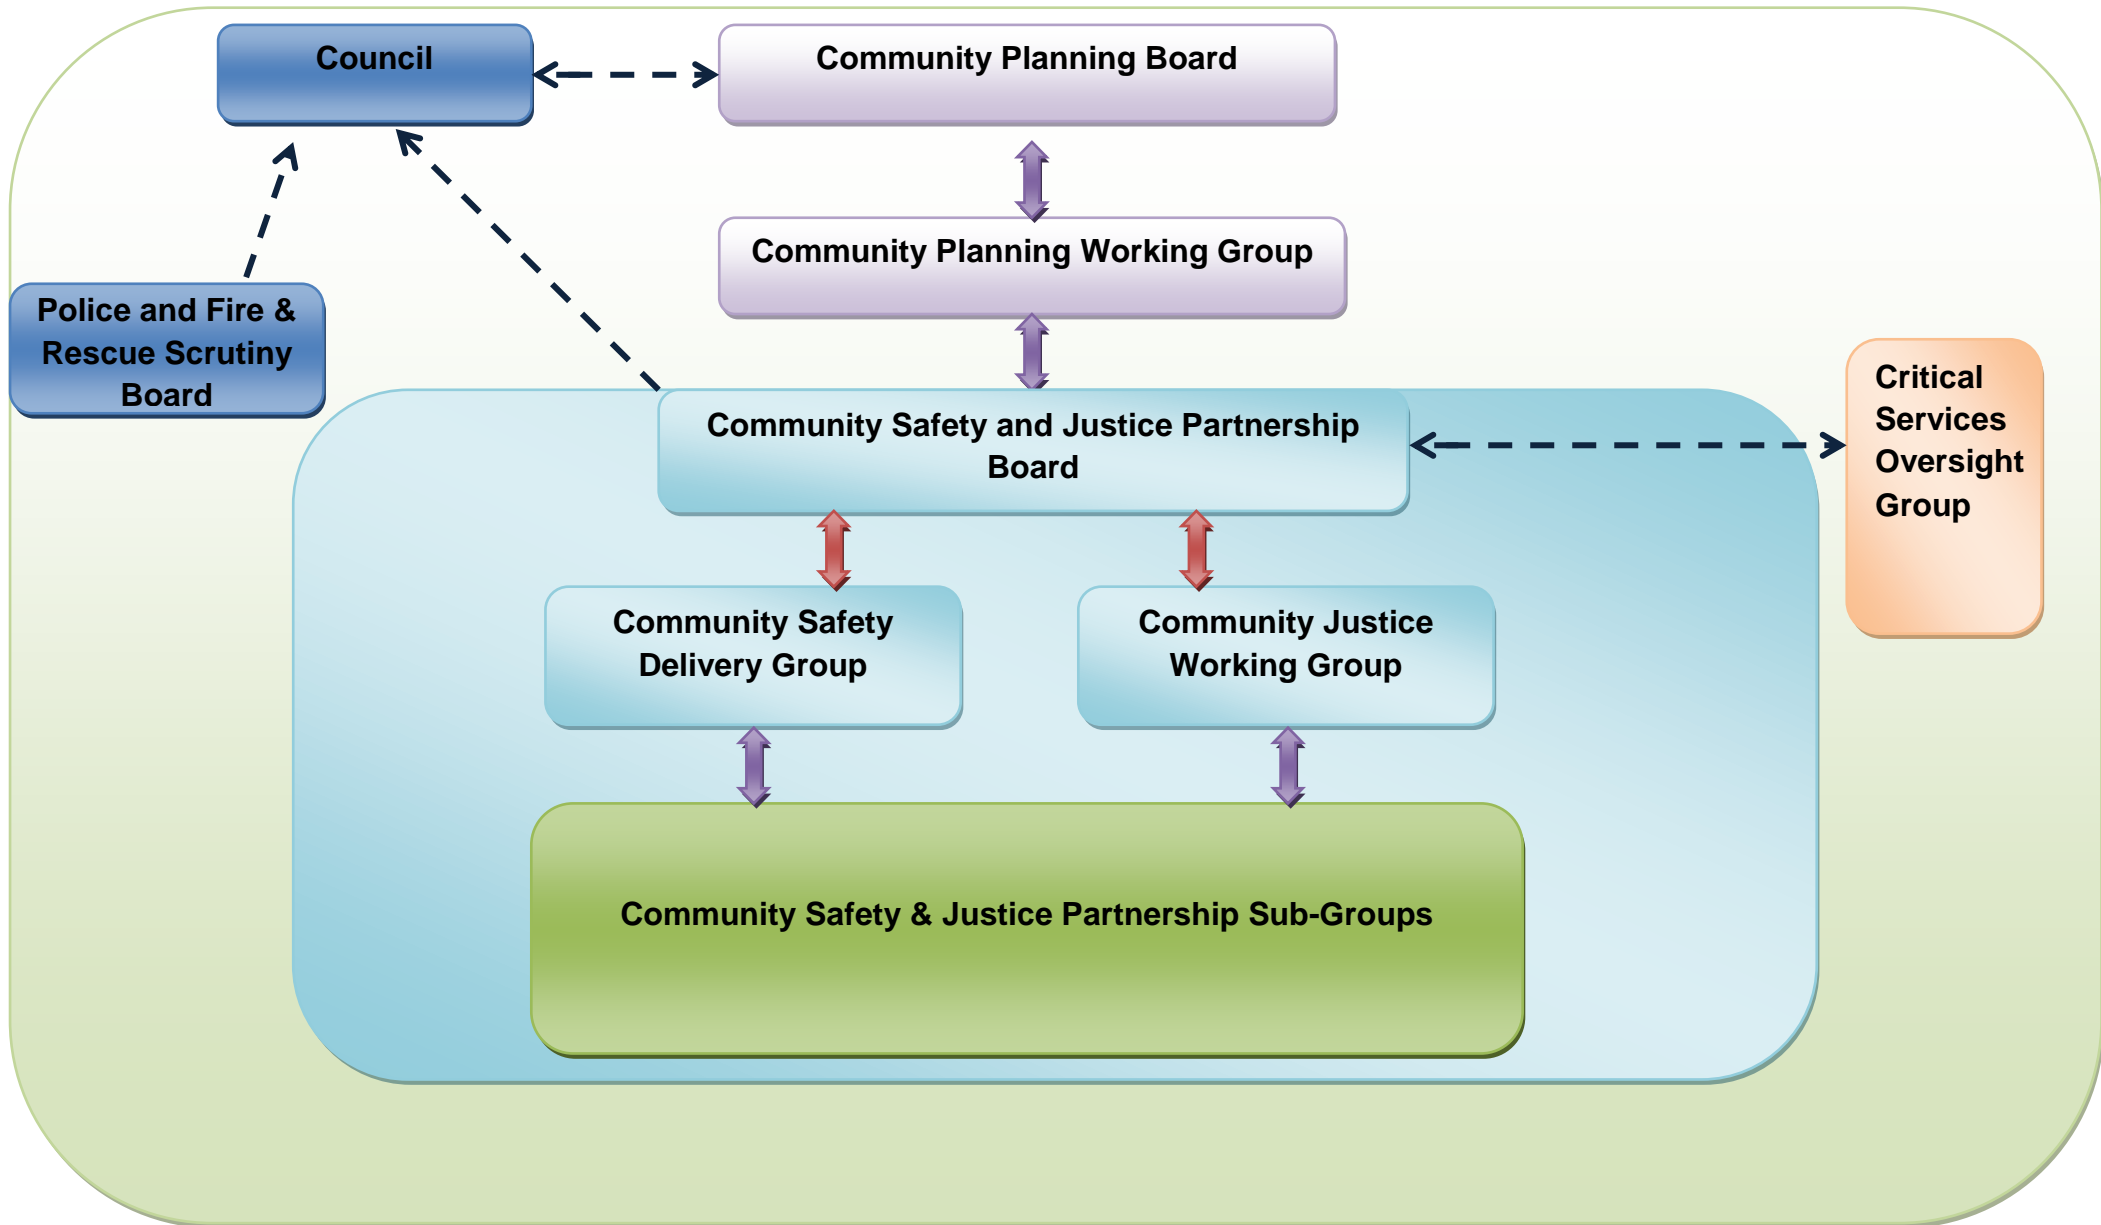 Council
Community Planning Board
Community Planning Working Group
Police and Fire &
Rescue Scrutiny
Board
Community Safety and Justice Partnership
Board
Critical
Services
Oversight
Group
Community Safety
Delivery Group
Community Justice
Working Group
Community Safety & Justice Partnership Sub-Groups